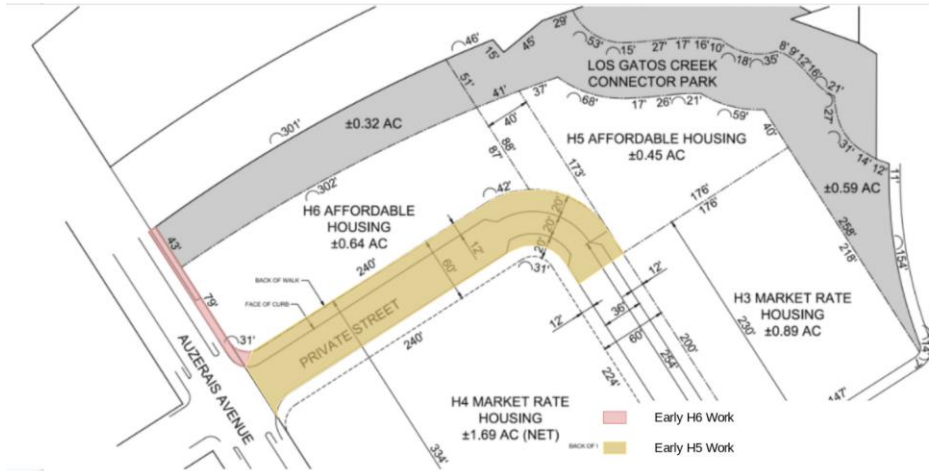 46'
29'
15'
45'
53'
15'
27'
17'
16'
10'
18'
35'
8'
9'
12'
16'
21'
LOS GATOS CREEK
CONNECTOR PARK
51'
41'
37'
68'
17'
26'
21'
59'
40'
27'
31'
14'
12'
11'
301'
±0.32 AC
40'
88'
87'
H5 AFFORDABLE HOUSING
±0.45 AC
173'
302'
42'
176'
176'
±0.59 AC
H6 AFFORDABLE
HOUSING
±0.64 AC
20'
20'
20'
258'
218'
154'
43'
12'
240'
60'
31'
12'
BACK OF WALK
FACE OF CURB
79'
H3 MARKET RATE
HOUSING
±0.89 AC
36'
12'
60'
230'
200'
254'
31'
PRIVATE STREET
240'
224'
14'
147'
AUZERAIS AVENUE
H4 MARKET RATE
HOUSING
±1.69 AC (NET)
334'
BACK OF
Early H6 Work
Early H5 Work